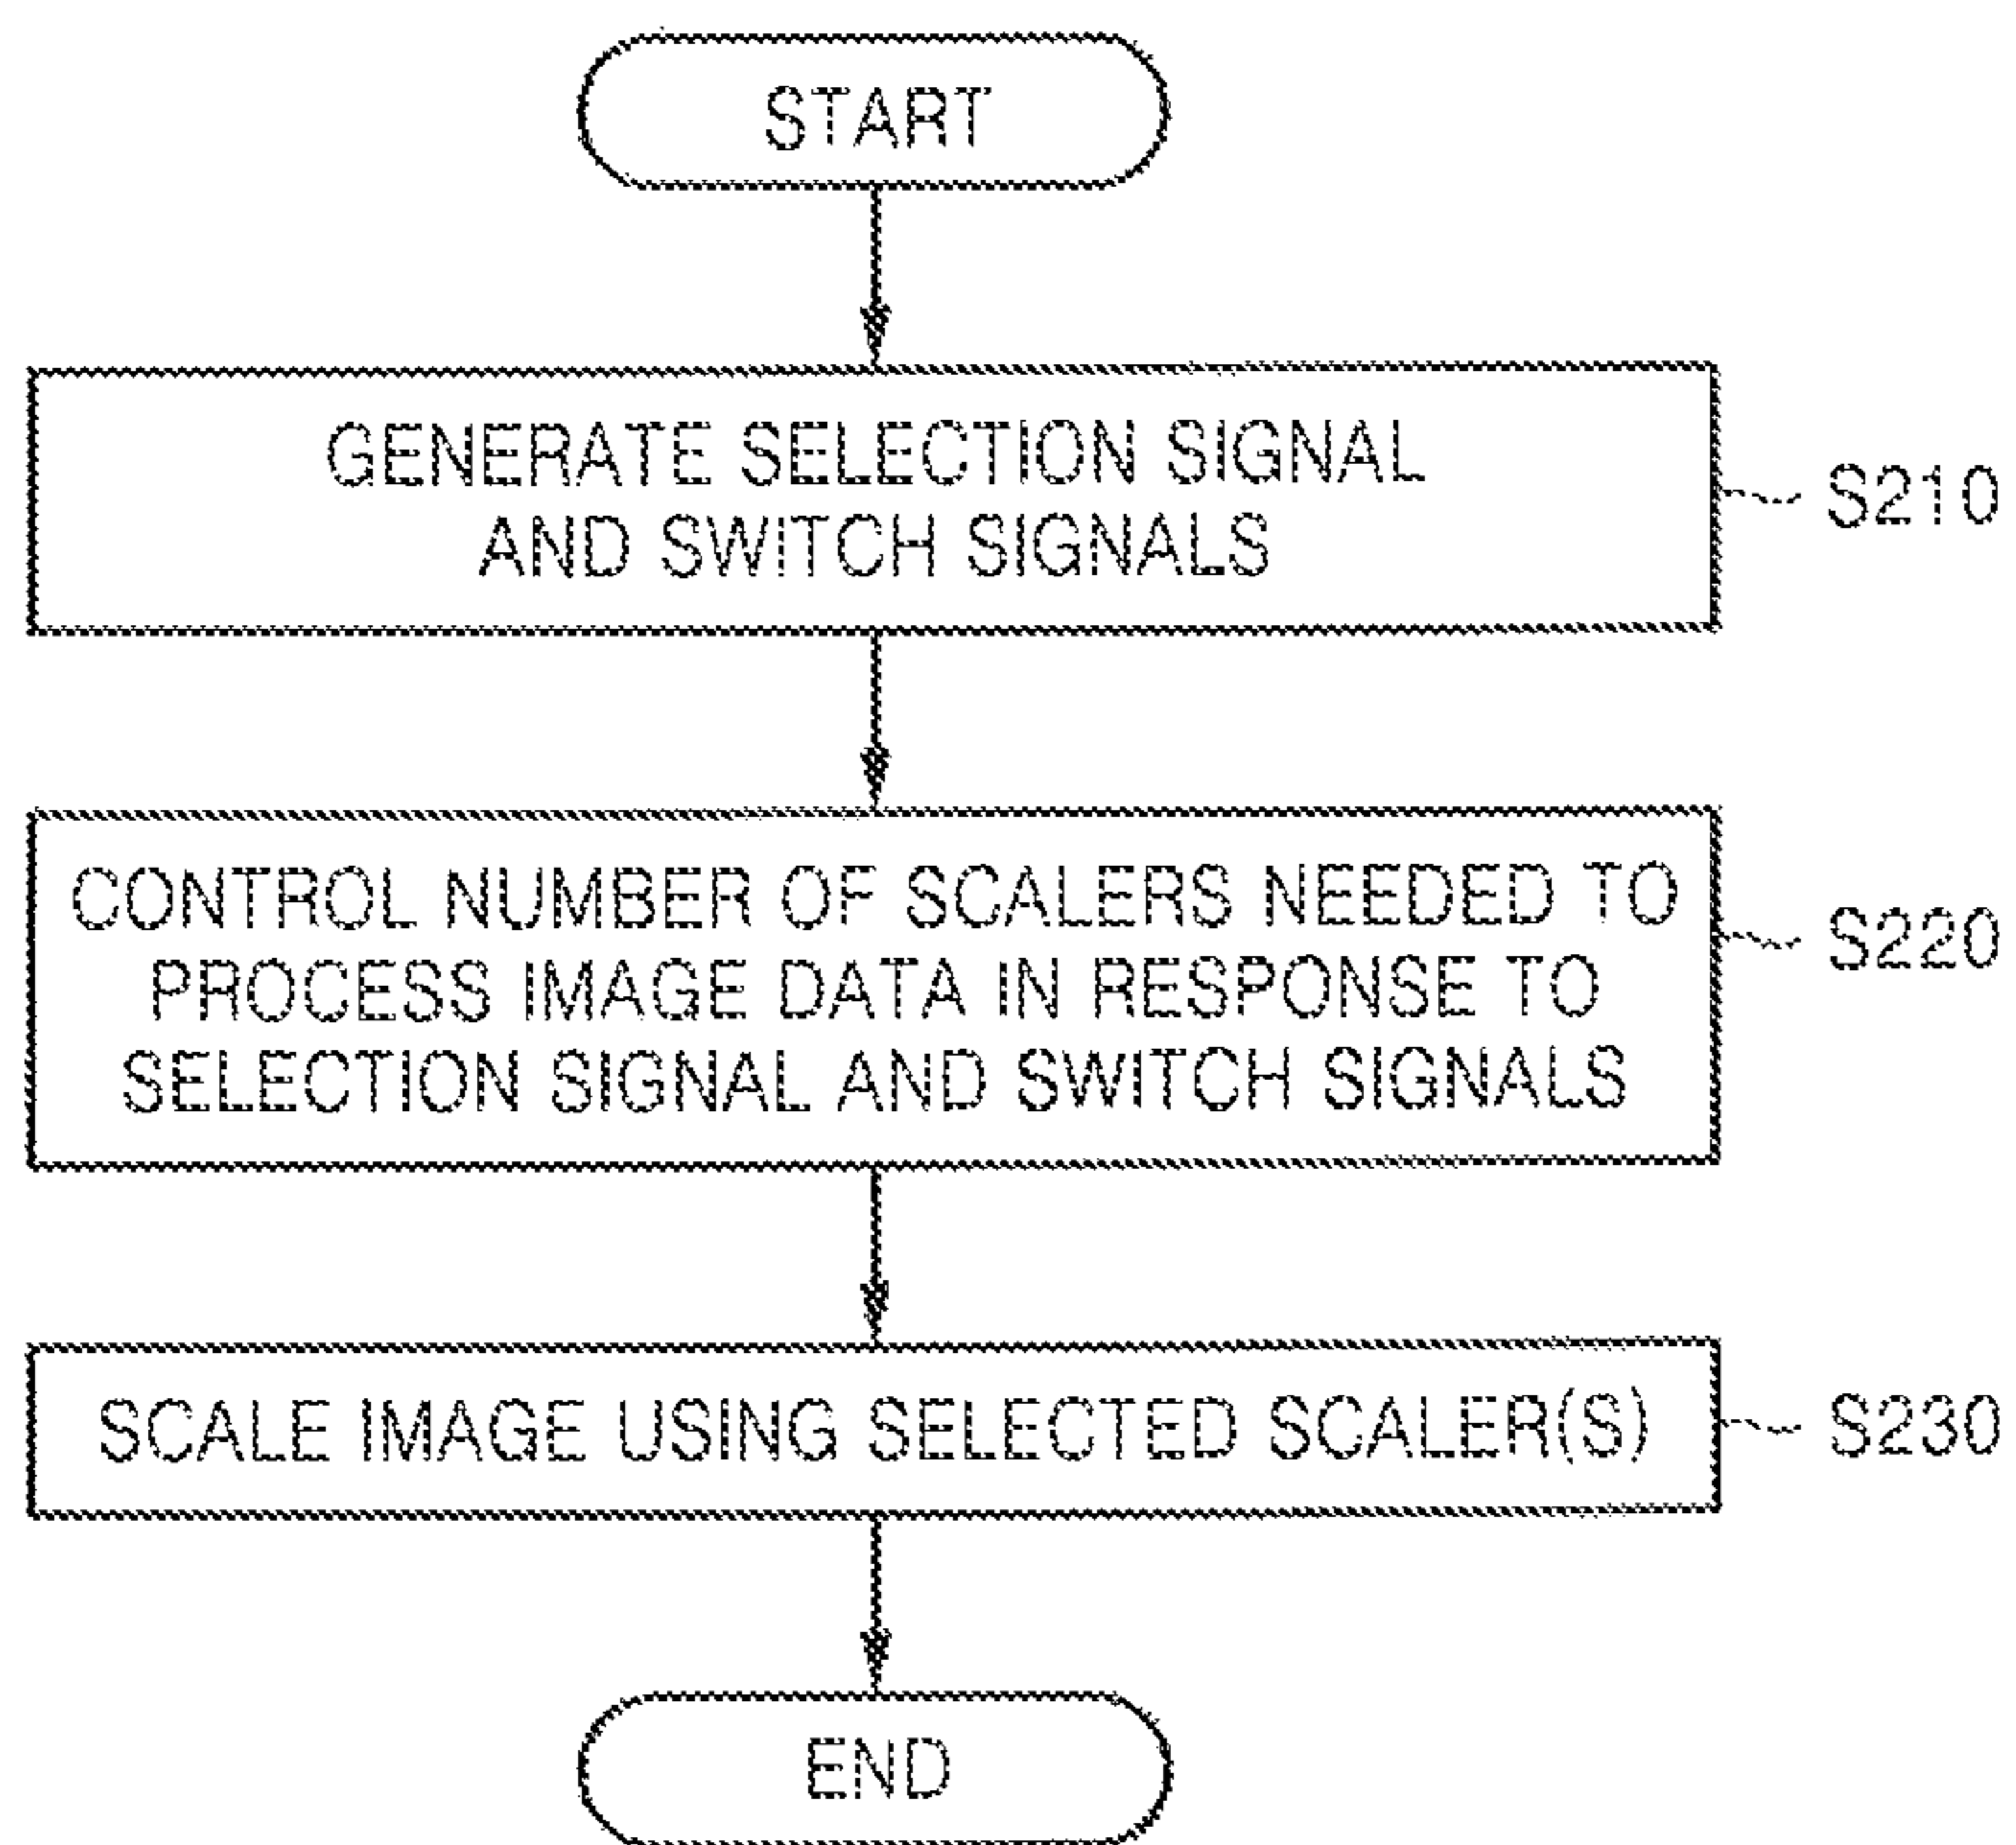 START
GENERATE SELECTION SIGNAL
AND SWITCH SIGNALS
S210
CONTROL NUMBER OF SCALERS NEEDED TO
PROCESS IMAGE DATA IN RESPONSE TO
SELECTION SIGNAL AND SWITCH SIGNALS
S220
SCALE IMAGE USING SELECTED SCALER(S)
S230
END